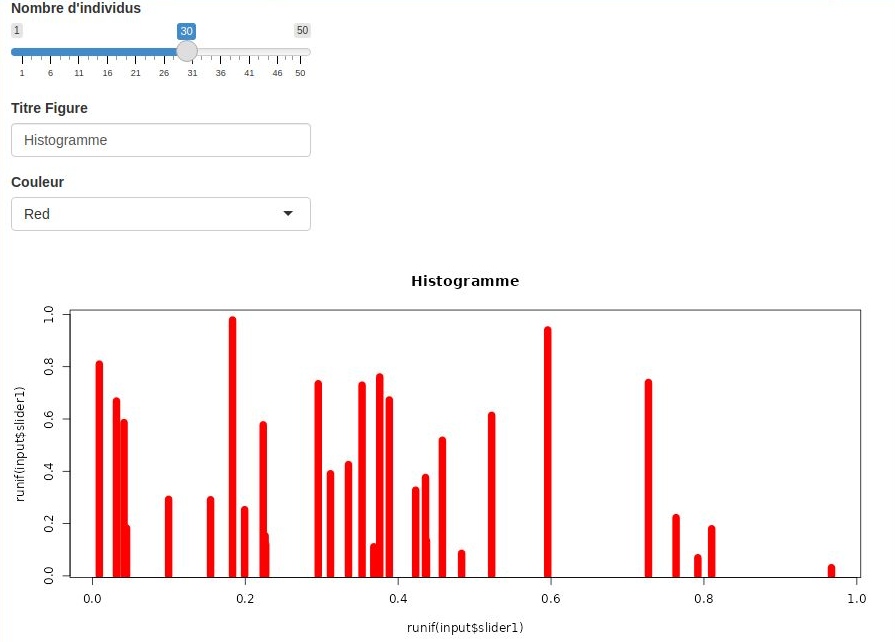 Nombre d'individus
1 30 50
1 6 11 16 21 26 31 36 41 46 50
Titre Figure
Histogramme
Couleur
Red
Histogramme
1.0
0.8
0.6
0.4
0.2
0.0
runif(input$slider1)
0.0 0.2 0.4 0.6 0.8 1.0
runif(input$slider1)